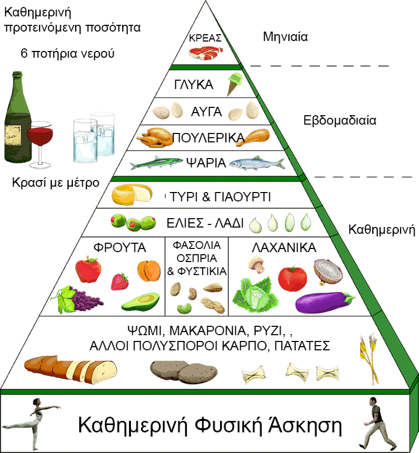 Καθημερινή
προτεινόμενη ποσότητα
6 ποτήρια νερού
Κρασί με μέτρο
ΚΡΕΑΣ
Μηνιαία
ΓΛΥΚΑ
ΑΥΓΑ
ΠΟΥΛΕΡΙΚΑ
ΨΑΡΙΑ
Εβδομαδιαία
ΤΥΡΙ & ΓΙΑΟΥΡΤΙ
ΕΛΙΕΣ - ΛΑΔΙ
Καθημερινή
ΦΡΟΥΤΑ
ΦΑΣΟΛΙΑ
ΟΣΠΡΙΑ
& ΦΥΣΤΙΚΙΑ
ΛΑΧΑΝΙΚΑ
ΨΩΜΙ, ΜΑΚΑΡΟΝΙΑ, ΡΥΖΙ, ,
ΑΛΛΟΙ ΠΟΛΥΣΠΟΡΟΙ ΚΑΡΠΟ, ΠΑΤΑΤΕΣ
Καθημερινή Φυσική Άσκηση